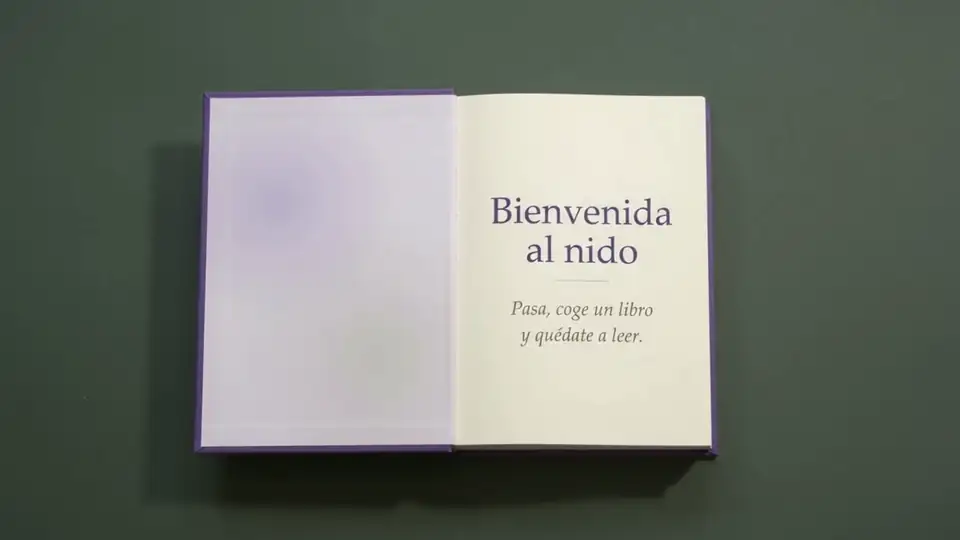 Bienvenida
al nido
Pasa, coge un libro
y quédate a leer.